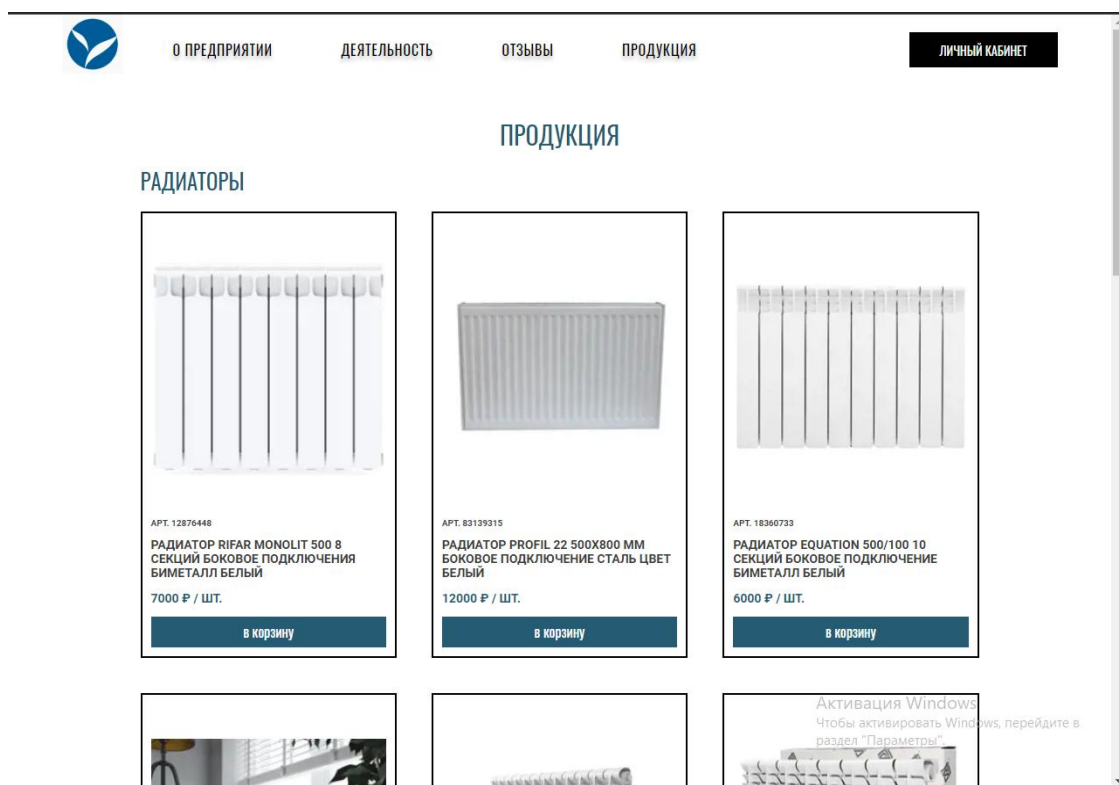 О ПРЕДПРИЯТИИ ДЕЯТЕЛЬНОСТЬ ОТЗЫВЫ ПРОДУКЦИЯ ЛИЧНЫЙ КАБИНЕТ
ПРОДУКЦИЯ
РАДИАТОРЫ
АРТ. 12876448
РАДИАТОР RIFAR MONOLIT 500 8
СЕКЦИЙ БОКОВОЕ ПОДКЛЮЧЕНИЯ
БИМЕТАЛЛ БЕЛЫЙ
7000 ₽ / ШТ.
в корзину
АРТ. 83139315
РАДИАТОР PROFIL 22 500X800 ММ
БОКОВОЕ ПОДКЛЮЧЕНИЕ СТАЛЬ ЦВЕТ
БЕЛЫЙ
12000 ₽ / ШТ.
в корзину
АРТ. 18360733
РАДИАТОР EQUATION 500/100 10
СЕКЦИЙ БОКОВОЕ ПОДКЛЮЧЕНИЕ
БИМЕТАЛЛ БЕЛЫЙ
6000 ₽ / ШТ.
в корзину
Активация Windows
Чтобы активировать Windows, перейдите в
раздел "Параметры".